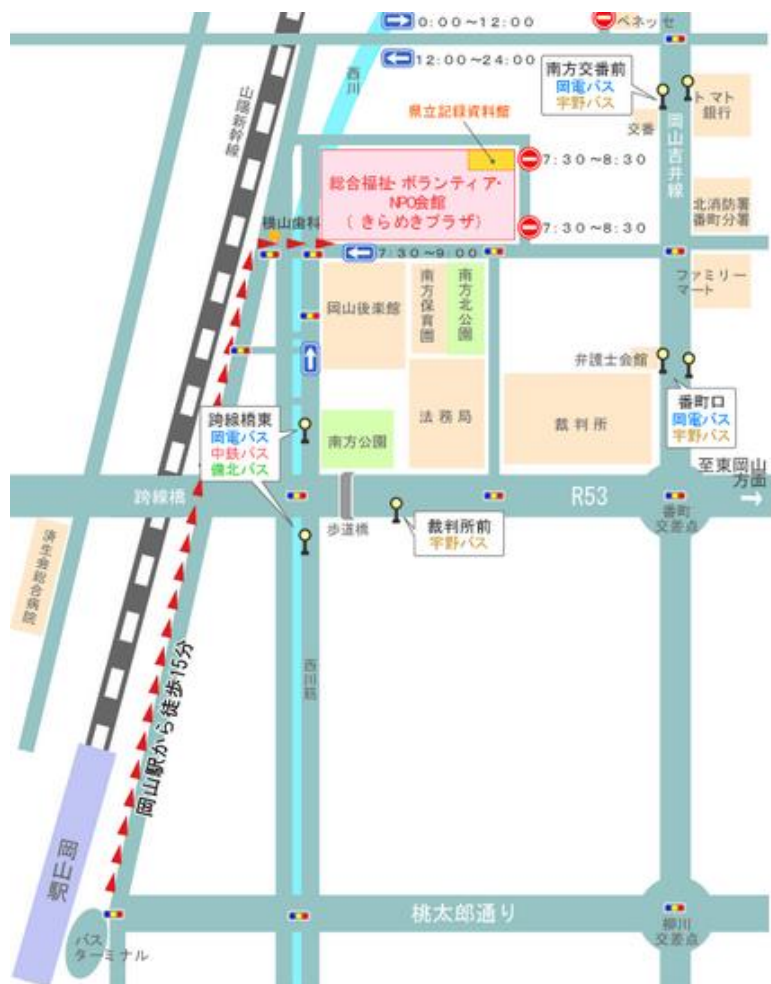 0:00～12:00
ベネッセ
12:00～24:00
西川
山陽新幹線
南方交番前
岡電バス
宇野バス
トマト
銀行
交番
岡山吉井線
県立記録資料館
7:30～8:30
総合福祉・ボランティア・
NPO会館
(きらめきプラザ)
北消防署
番町分署
横山歯科
7:30～8:30
7:30～9:00
ファミリー
マート
岡山後楽館
南方保育園
南方北公園
弁護士会館
番町口
岡電バス
宇野バス
跨線橋東
岡電バス
中鉄バス
備北バス
南方公園
法務局
裁判所
至東岡山
方面
跨線橋
R53
番町
交差点
歩道橋
裁判所前
宇野バス
済生会総合病院
西川筋
岡山駅から徒歩15分
岡山駅
桃太郎通り
柳川
交差点
バス
ターミナル